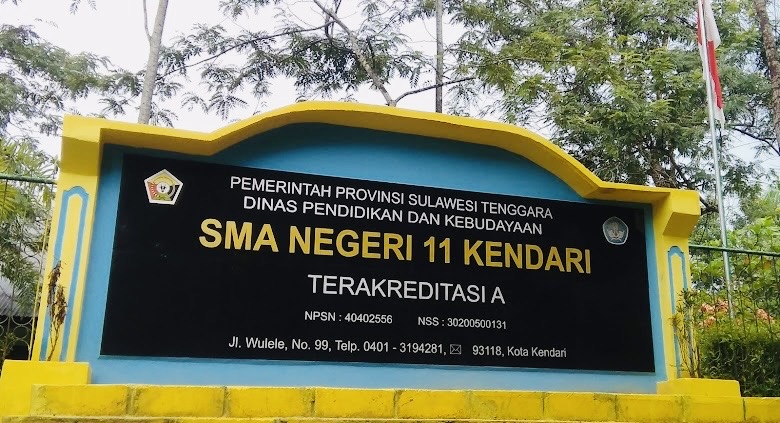 PEMERINTAH PROVINSI SULAWESI TENGGARA
DINAS PENDIDIKAN DAN KEBUDAYAAN
SMA NEGERI 11 KENDARI
TERAKREDITASI A
NPSN : 40402556 NSS : 30200500131
Jl. Wulele, No. 99, Telp. 0401 - 3194281, ✉ 93118, Kota Kendari